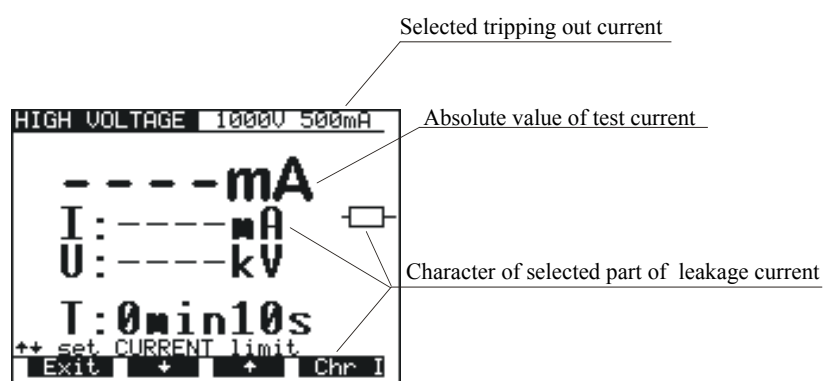 Selected tripping out current
HIGH VOLTAGE 1000V 500mA
Absolute value of test current
----mA
I:----mA
U:----kV
Character of selected part of leakage current
T:0min10s
↑↓ set CURRENT limit
Exit ↓ ↑ Chr I